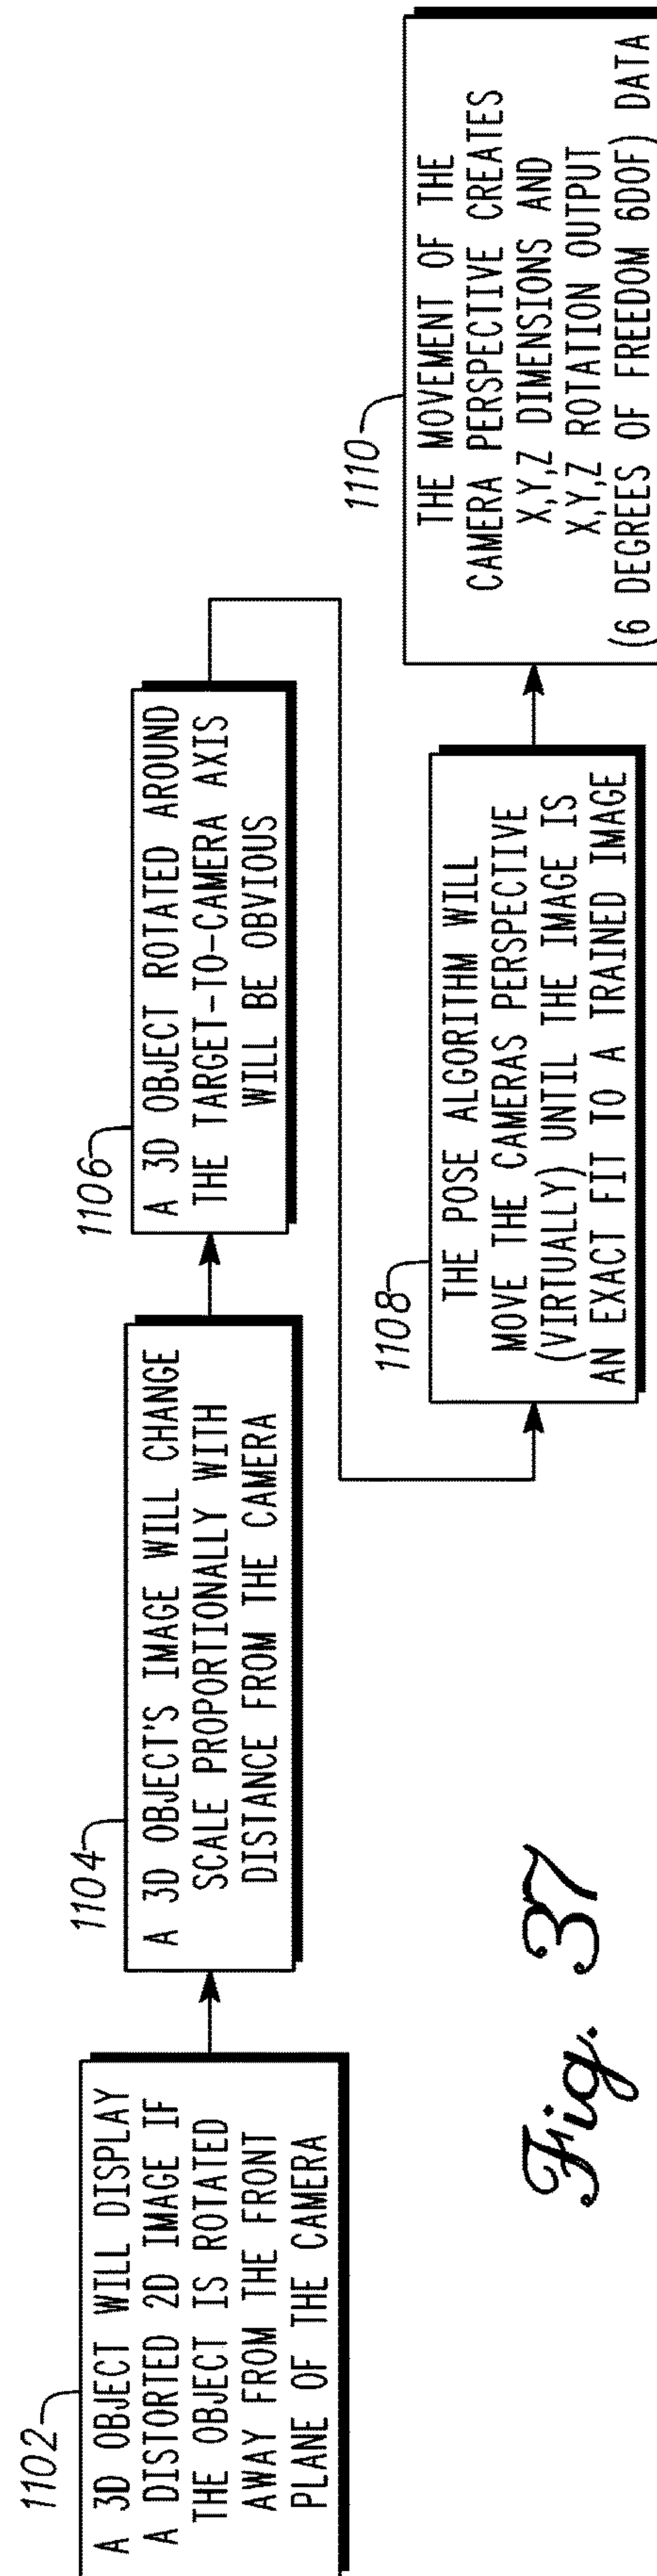 1102
A 3D OBJECT WILL DISPLAY
A DISTORTED 2D IMAGE IF
THE OBJECT IS ROTATED
AWAY FROM THE FRONT
PLANE OF THE CAMERA
1104
A 3D OBJECT'S IMAGE WILL CHANGE
SCALE PROPORTIONALLY WITH
DISTANCE FROM THE CAMERA
1106
A 3D OBJECT ROTATED AROUND
THE TARGET-TO-CAMERA AXIS
WILL BE OBVIOUS
1108
THE POSE ALGORITHM WILL
MOVE THE CAMERAS PERSPECTIVE
(VIRTUALLY) UNTIL THE IMAGE IS
AN EXACT FIT TO A TRAINED IMAGE
1110
THE MOVEMENT OF THE
CAMERA PERSPECTIVE CREATES
X,Y,Z DIMENSIONS AND
X,Y,Z ROTATION OUTPUT
(6 DEGREES OF FREEDOM 6DOF) DATA
Fig. 37